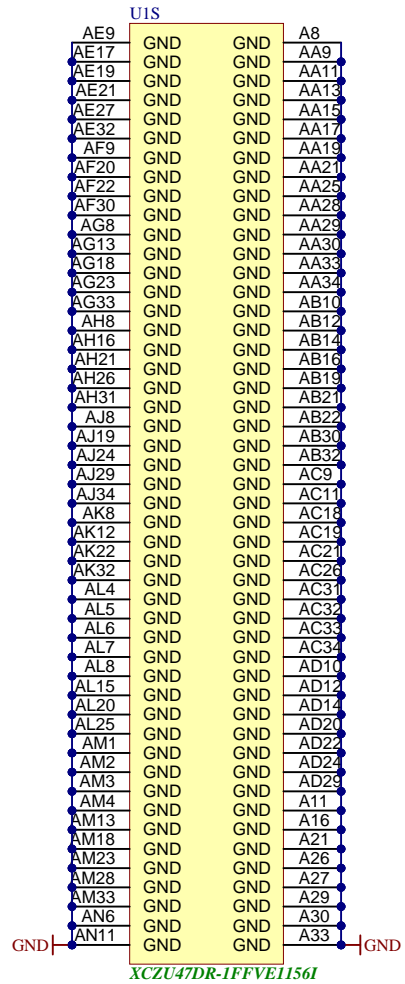 U1S
AE9 GND GND A8
AE17 GND GND AA9
AE19 GND GND AA11
AE21 GND GND AA13
AE27 GND GND AA15
AE32 GND GND AA17
AF9 GND GND AA19
AF20 GND GND AA21
AF22 GND GND AA25
AF30 GND GND AA28
AG8 GND GND AA29
AG13 GND GND AA30
AG18 GND GND AA33
AG23 GND GND AA34
AG33 GND GND AB10
AH8 GND GND AB12
AH16 GND GND AB14
AH21 GND GND AB16
AH26 GND GND AB19
AH31 GND GND AB21
AJ8 GND GND AB22
AJ19 GND GND AB30
AJ24 GND GND AB32
AJ29 GND GND AC9
AJ34 GND GND AC11
AK8 GND GND AC18
AK12 GND GND AC19
AK22 GND GND AC21
AK32 GND GND AC26
AL4 GND GND AC31
AL5 GND GND AC32
AL6 GND GND AC33
AL7 GND GND AC34
AL8 GND GND AD10
AL15 GND GND AD12
AL20 GND GND AD14
AL25 GND GND AD20
AM1 GND GND AD22
AM2 GND GND AD24
AM3 GND GND AD29
AM4 GND GND A11
AM13 GND GND A16
AM18 GND GND A21
AM23 GND GND A26
AM28 GND GND A27
AM33 GND GND A29
AN6 GND GND A30
GND AN11 GND GND A33 GND
XCZU47DR-1FFVE1156I